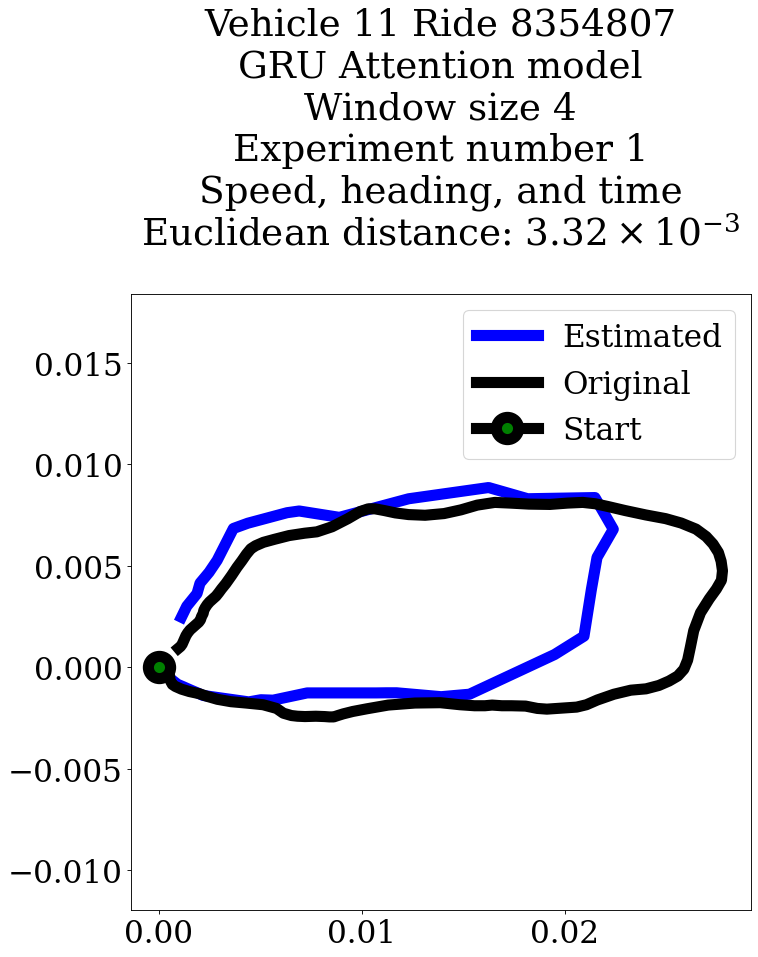 Vehicle 11 Ride 8354807
GRU Attention model
Window size 4
Experiment number 1
Speed, heading, and time
Euclidean distance: 3.32 × 10⁻³
Estimated
Original
Start
0.015
0.010
0.005
0.000
−0.005
−0.010
0.00 0.01 0.02